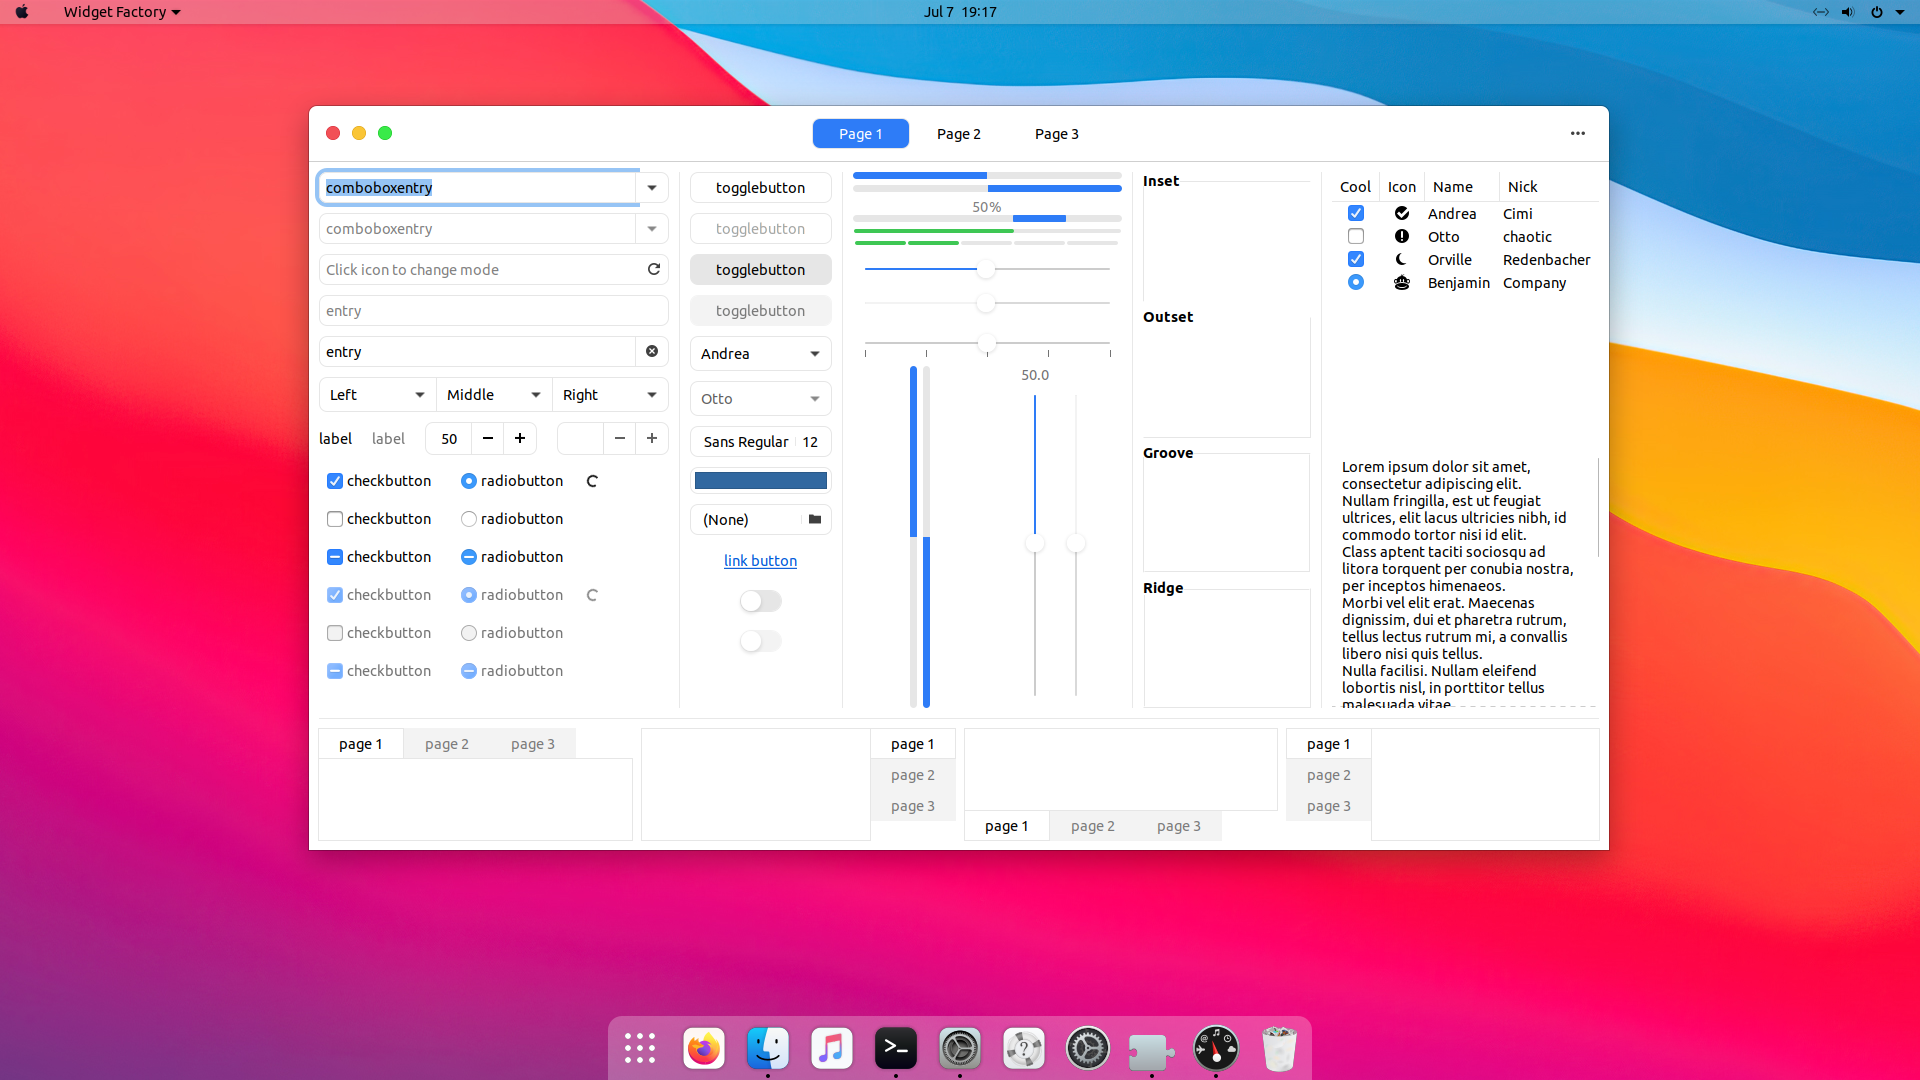 Widget Factory
Jul 7 19:17
Page 1
Page 2
Page 3
comboboxentry
comboboxentry
Click icon to change mode
entry
entry
Left
Middle
Right
label
label
50
checkbutton
radiobutton
checkbutton
radiobutton
checkbutton
radiobutton
checkbutton
radiobutton
checkbutton
radiobutton
checkbutton
radiobutton
togglebutton
togglebutton
togglebutton
togglebutton
Andrea
Otto
Sans Regular 12
(None)
link button
50%
50.0
Inset
Outset
Groove
Ridge
Cool Icon Name Nick
Andrea Cimi
Otto chaotic
Orville Redenbacher
Benjamin Company
Lorem ipsum dolor sit amet,
consectetur adipiscing elit.
Nullam fringilla, est ut feugiat
ultrices, elit lacus ultricies nibh, id
commodo tortor nisi id elit.
Class aptent taciti sociosqu ad
litora torquent per conubia nostra,
per inceptos himenaeos.
Morbi vel elit erat. Maecenas
dignissim, dui et pharetra rutrum,
tellus lectus rutrum mi, a convallis
libero nisi quis tellus.
Nulla facilisi. Nullam eleifend
lobortis nisl, in porttitor tellus
malesuada vitae.
page 1
page 2
page 3
page 1
page 2
page 3
page 1
page 2
page 3
page 1
page 2
page 3